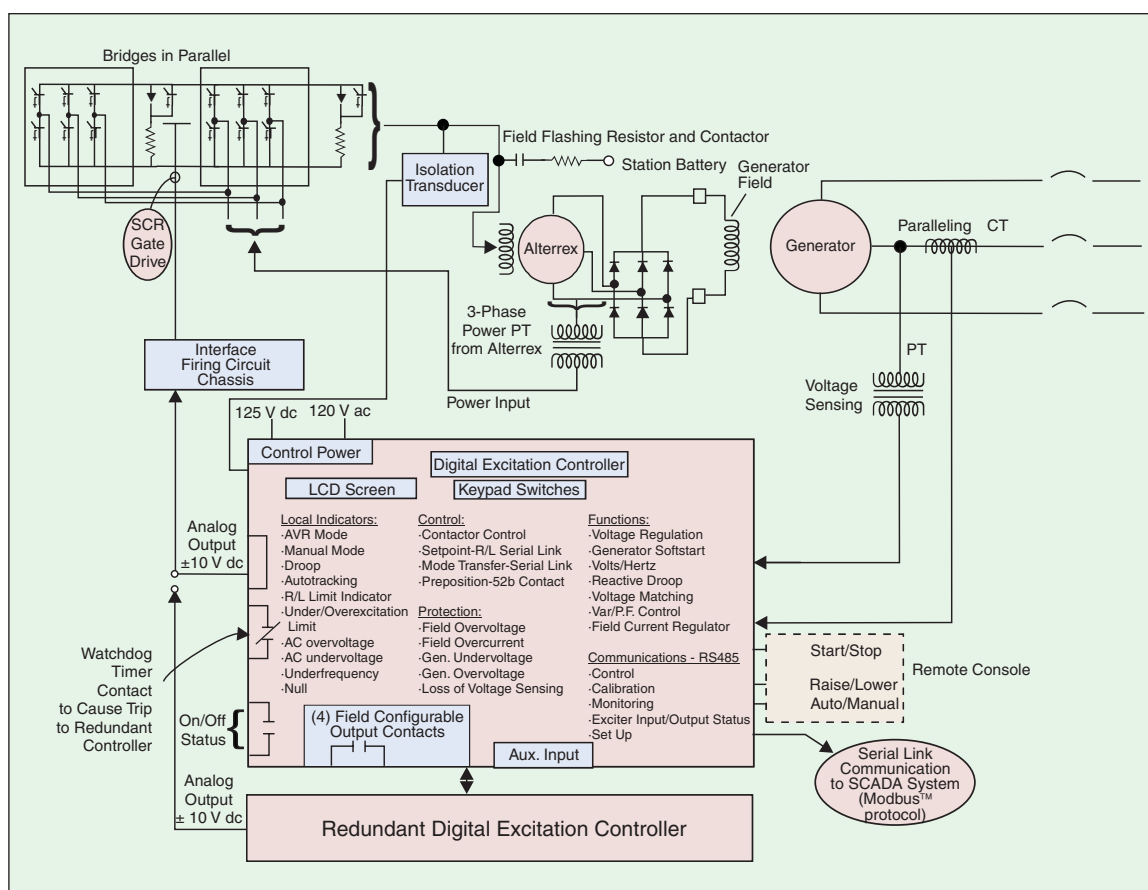 Bridges in Parallel
Field Flashing Resistor and Contactor
Station Battery
Generator
Field
Isolation
Transducer
SCR
Gate
Drive
Alterrex
Generator
Paralleling CT
3-Phase
Power PT
from Alterrex
Interface
Firing Circuit
Chassis
PT
Voltage
Sensing
Power Input
125 V dc
120 V ac
Control Power
Digital Excitation Controller
LCD Screen
Keypad Switches
Analog
Output
±10 V dc
Local Indicators:
·AVR Mode
·Manual Mode
·Droop
·Autotracking
·R/L Limit Indicator
·Under/Overexcitation
Limit
·AC overvoltage
·AC undervoltage
·Underfrequency
·Null
Control:
·Contactor Control
·Setpoint-R/L Serial Link
·Mode Transfer-Serial Link
·Preposition-52b Contact
Protection:
·Field Overvoltage
·Field Overcurrent
·Gen. Undervoltage
·Gen. Overvoltage
·Loss of Voltage Sensing
Functions:
·Voltage Regulation
·Generator Softstart
·Volts/Hertz
·Reactive Droop
·Voltage Matching
·Var/P.F. Control
·Field Current Regulator
Communications - RS485
·Control
·Calibration
·Monitoring
·Exciter Input/Output Status
·Set Up
Start/Stop
Raise/Lower
Auto/Manual
Remote Console
Watchdog
Timer
Contact
to Cause Trip
to Redundant
Controller
On/Off
Status
(4) Field Configurable
Output Contacts
Aux. Input
Serial Link
Communication
to SCADA System
(Modbus™
protocol)
Analog
Output
± 10 V dc
Redundant Digital Excitation Controller